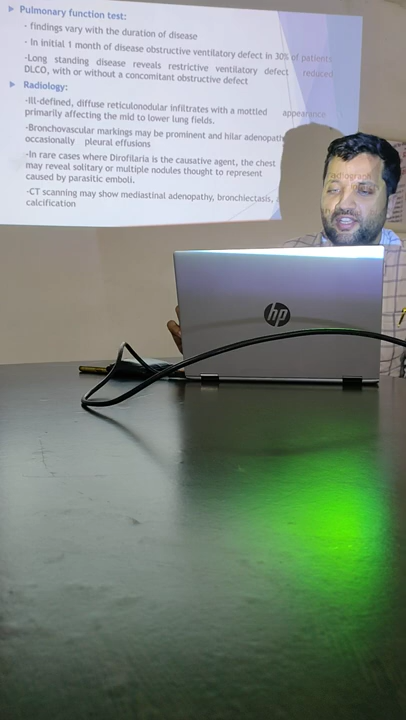 Pulmonary function test:
- findings vary with the duration of disease
- In initial 1 month of disease obstructive ventilatory defect in 30% of patients
-Long standing disease reveals restrictive ventilatory defect reduced
DLCO, with or without a concomitant obstructive defect
Radiology:
-Ill-defined, diffuse reticulonodular infiltrates with a mottled appearance
primarily affecting the mid to lower lung fields.
-Bronchovascular markings may be prominent and hilar
occasionally pleural effusions
-In rare cases where Dirofilaria is the causative agent, the chest radiograph
may reveal solitary or multiple nodules thought to represent
caused by parasitic emboli.
-CT scanning may show mediastinal adenopathy, bronchiectasis,
calcification
hp